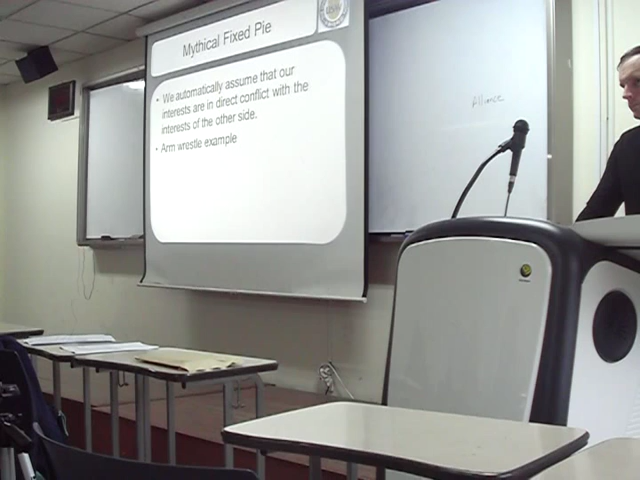 Mythical Fixed Pie
• We automatically assume that our
interests are in direct conflict with the
interests of the other side.
• Arm wrestle example
Alliance